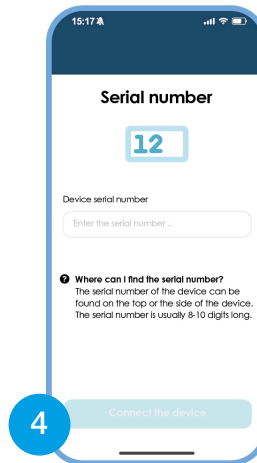 15:17
Serial number
12
Device serial number
Enter the serial number ..
Where can I find the serial number?
The serial number of the device can be
found on the top or the side of the device.
The serial number is usually 8-10 digits long.
Connect the device
4